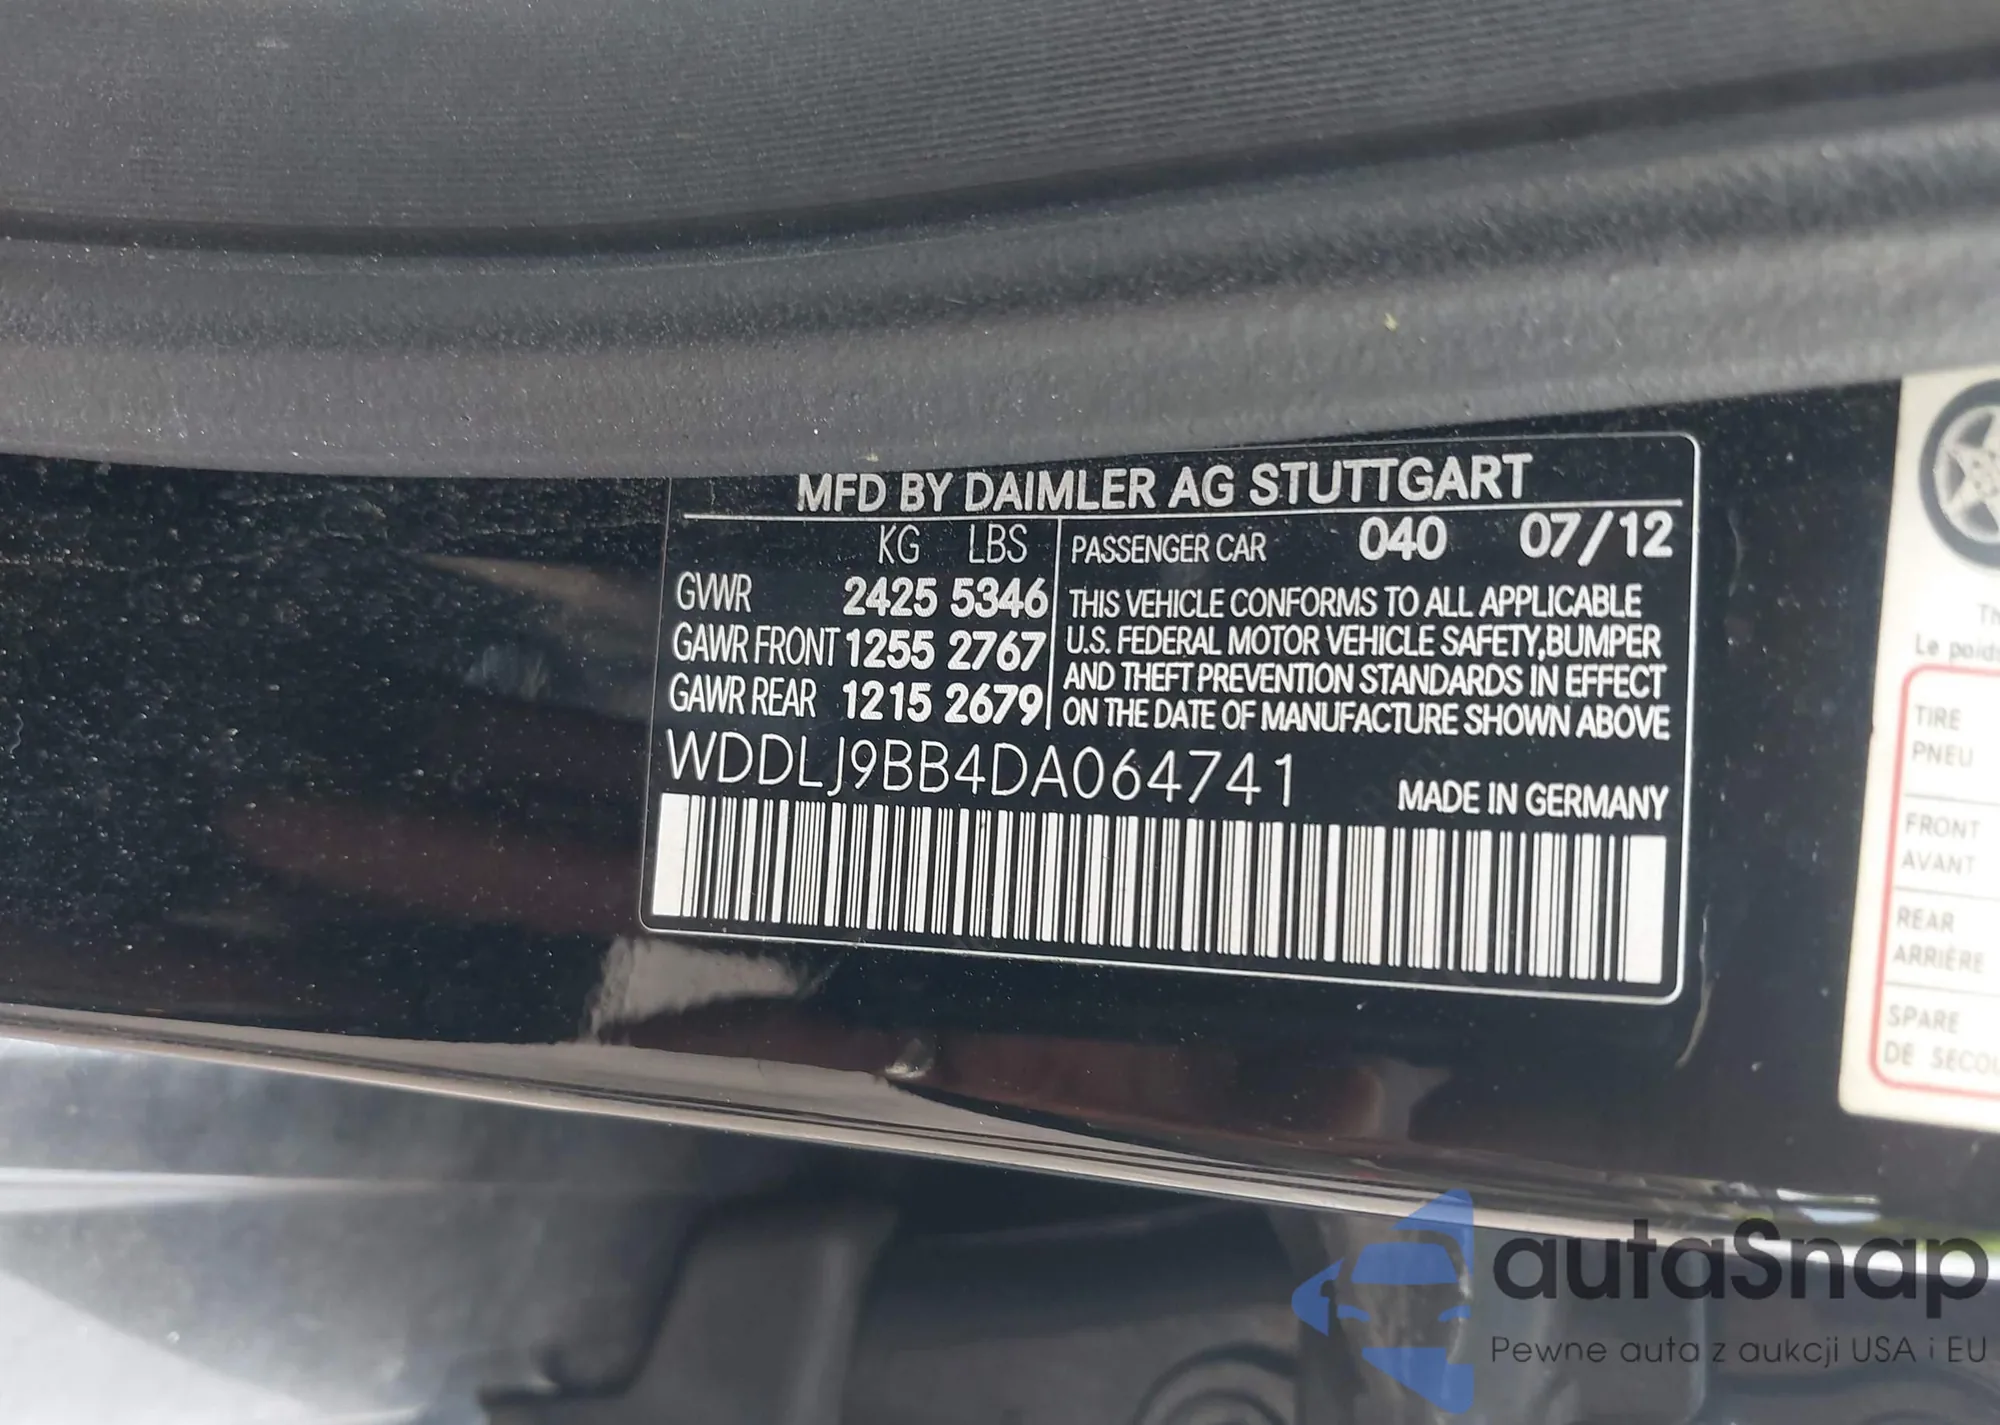 MFD BY DAIMLER AG STUTTGART
KG LBS
GVWR 2425 5346
GAWR FRONT 1255 2767
GAWR REAR 1215 2679
PASSENGER CAR 040 07/12
THIS VEHICLE CONFORMS TO ALL APPLICABLE
U.S. FEDERAL MOTOR VEHICLE SAFETY,BUMPER
AND THEFT PREVENTION STANDARDS IN EFFECT
ON THE DATE OF MANUFACTURE SHOWN ABOVE
WDDLJ9BB4DA064741
MADE IN GERMANY
Le
TIRE
PNEU
FRONT
AVANT
REAR
ARRIÈRE
SPARE
DE
autaSnap
Pewne auta z aukcji USA i EU